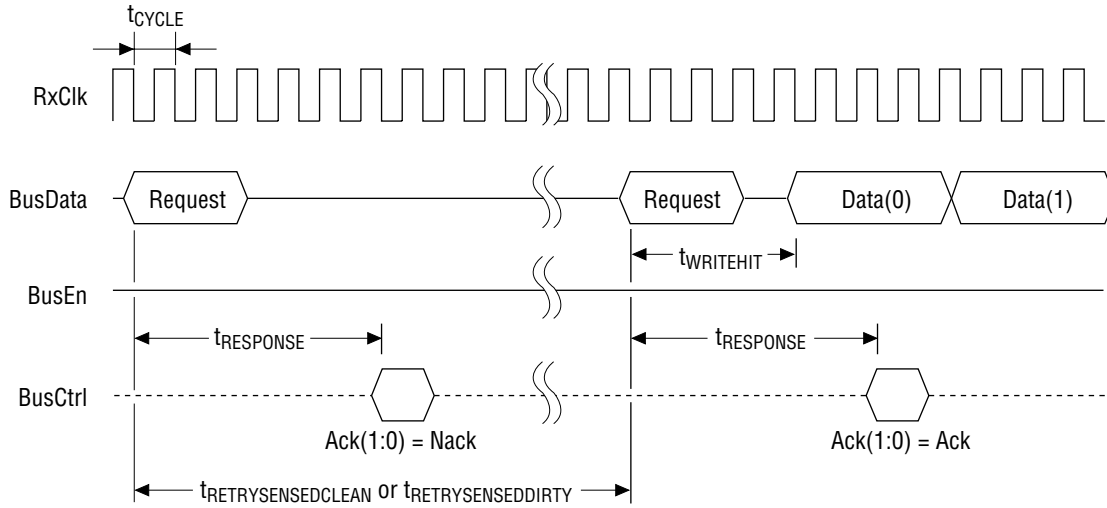 tCYCLE
RxClk
BusData Request Request Data(0) Data(1)
tWRITEHIT
BusEn
tRESPONSE tRESPONSE
BusCtrl
Ack(1:0) = Nack Ack(1:0) = Ack
tRETRYSENSEDCLEAN or tRETRYSENSEDDIRTY